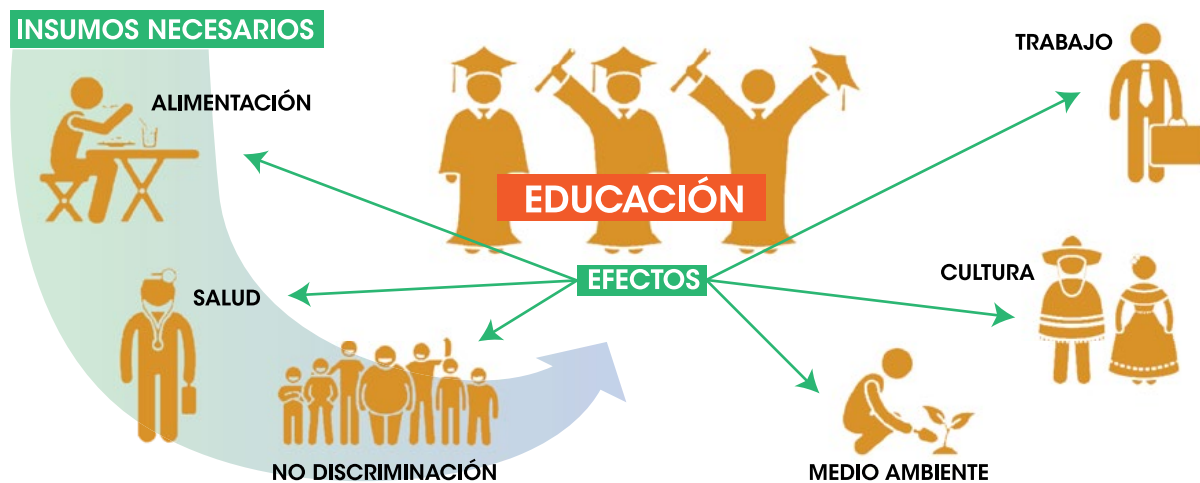 INSUMOS NECESARIOS
ALIMENTACIÓN
SALUD
NO DISCRIMINACIÓN
EDUCACIÓN
EFECTOS
TRABAJO
CULTURA
MEDIO AMBIENTE